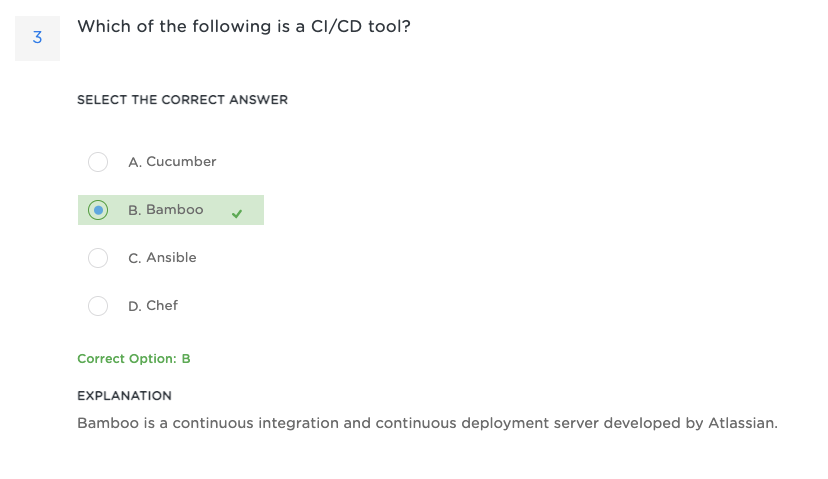 3
Which of the following is a CI/CD tool?
SELECT THE CORRECT ANSWER
A. Cucumber
B. Bamboo
C. Ansible
D. Chef
Correct Option: B
EXPLANATION
Bamboo is a continuous integration and continuous deployment server developed by Atlassian.